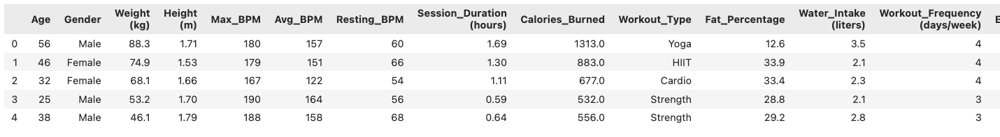 Age Gender Weight (kg) Height (m) Max_BPM Avg_BPM Resting_BPM Session_Duration (hours) Calories_Burned Workout_Type Fat_Percentage Water_Intake (liters) Workout_Frequency (days/week)
0 56 Male 88.3 1.71 180 157 60 1.69 1313.0 Yoga 12.6 3.5 4
1 46 Female 74.9 1.53 179 151 66 1.30 883.0 HIIT 33.9 2.1 4
2 32 Female 68.1 1.66 167 122 54 1.11 677.0 Cardio 33.4 2.3 4
3 25 Male 53.2 1.70 190 164 56 0.59 532.0 Strength 28.8 2.1 3
4 38 Male 46.1 1.79 188 158 68 0.64 556.0 Strength 29.2 2.8 3